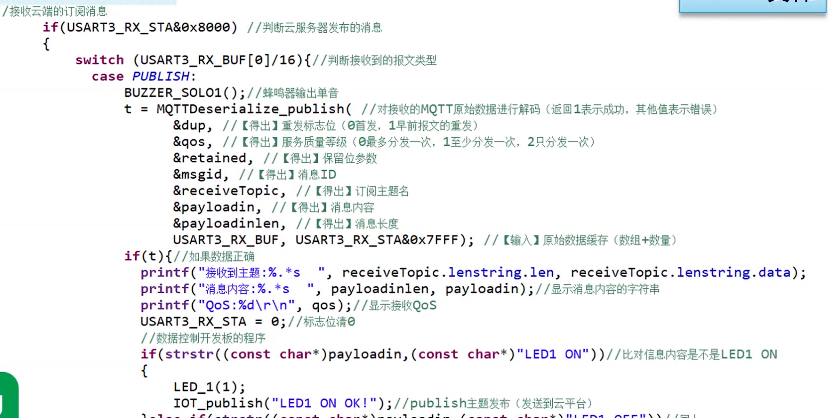 /接收云端的订阅消息
if(USART3_RX_STA&0x8000) //判断云服务器发布的消息
{
switch (USART3_RX_BUF[0]/16){//判断接收到的报文类型
case PUBLISH:
BUZZER_SOLO1();//蜂鸣器输出单音
t = MQTTDeserialize_publish( //对接收的MQTT原始数据进行解码（返回1表示成功，其他值表示错误）
&dup, //【得出】重发标志位（0首发，1早前报文的重发）
&qos, //【得出】服务质量等级（0最多分发一次，1至少分发一次，2只分发一次）
&retained, //【得出】保留位参数
&msgid, //【得出】消息ID
&receiveTopic, //【得出】订阅主题名
&payloadin, //【得出】消息内容
&payloadinlen, //【得出】消息长度
USART3_RX_BUF, USART3_RX_STA&0x7FFF); //【输入】原始数据缓存（数组+数量）
if(t){//如果数据正确
printf("接收到主题:%.*s  ", receiveTopic.lenstring.len, receiveTopic.lenstring.data);
printf("消息内容:%.*s  ", payloadinlen, payloadin);//显示消息内容的字符串
printf("QoS:%d\r\n", qos);//显示接收QoS
USART3_RX_STA = 0;//标志位清0
//数据控制开发板的程序
if(strstr((const char*)payloadin,(const char*)"LED1 ON"))//比对信息内容是不是LED1 ON
{
LED_1(1);
IOT_publish("LED1 ON OK!");//publish主题发布（发送到云平台）
}else if(strstr((const char*)payloadin,(const char*)"LED1 OFF"))//同上